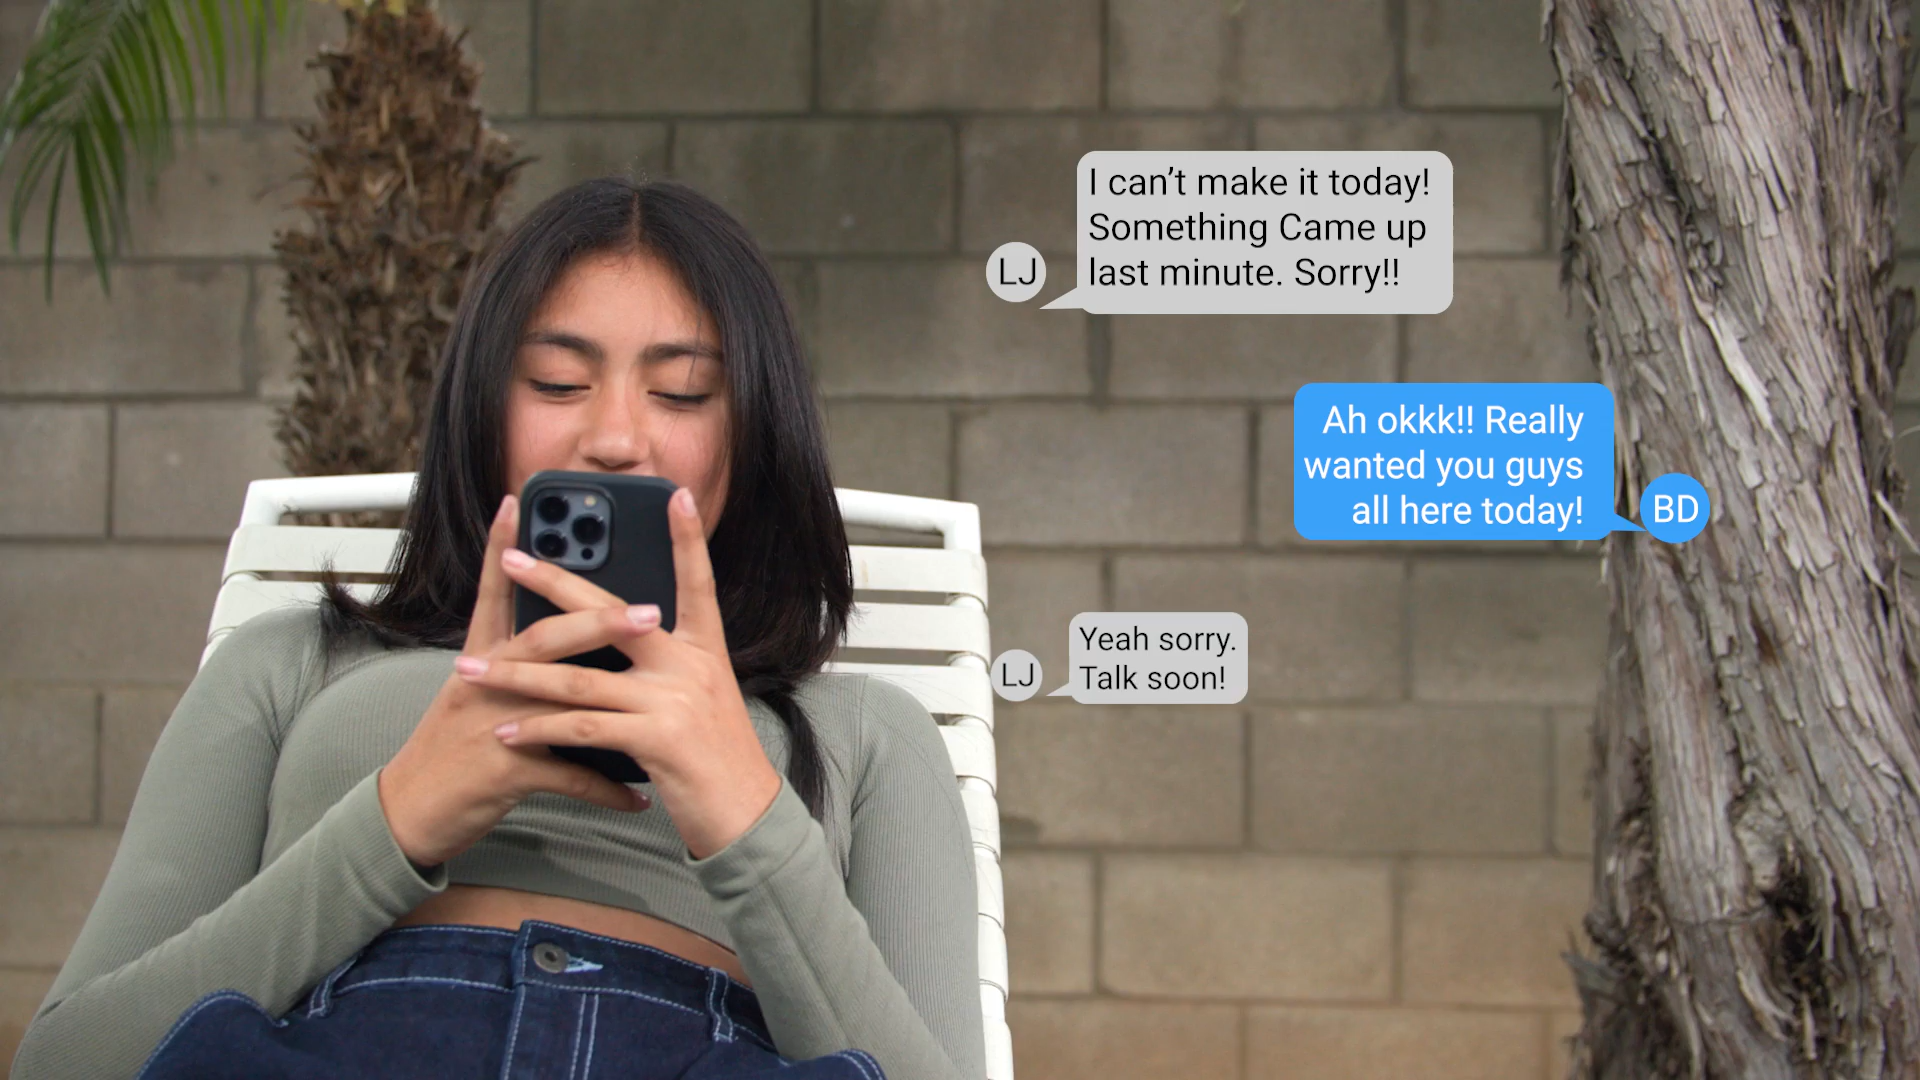 I can’t make it today!
Something Came up
last minute. Sorry!!
LJ
Ah okkk!! Really
wanted you guys
all here today!
BD
Yeah sorry.
Talk soon!
LJ